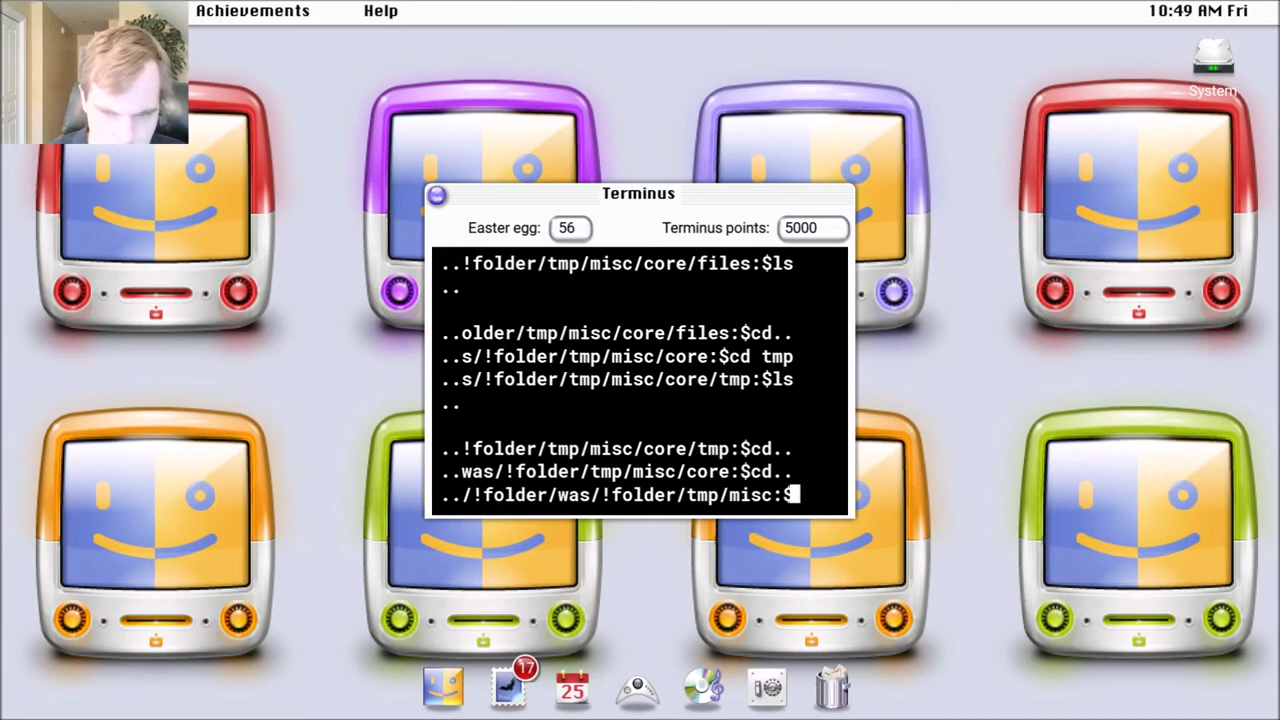 Achievements Help 10:49 AM Fri
System
Terminus
Easter egg: 56 Terminus points: 5000
..!folder/tmp/misc/core/files:$ls
..
..older/tmp/misc/core/files:$cd..
..s/!folder/tmp/misc/core:$cd tmp
..s/!folder/tmp/misc/core/tmp:$ls
..
..!folder/tmp/misc/core/tmp:$cd..
..was/!folder/tmp/misc/core:$cd..
../!folder/was/!folder/tmp/misc:$
17
25